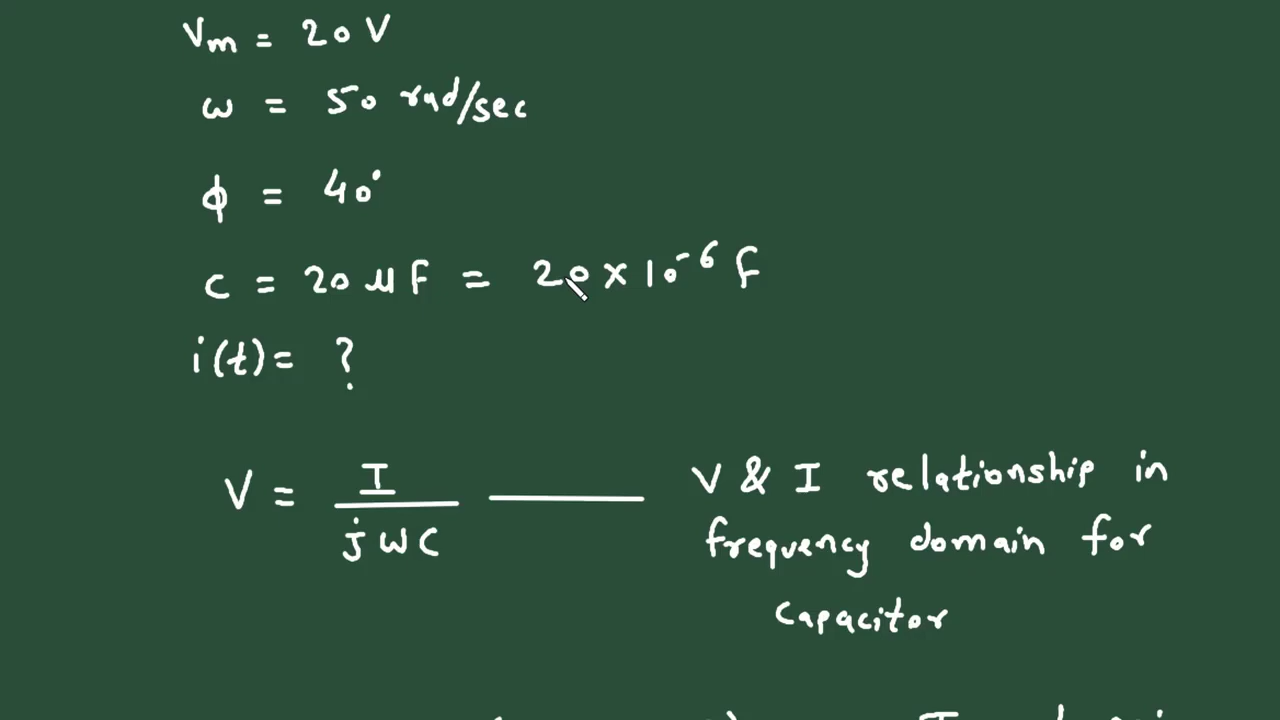 Vm = 20 V
ω = 50 rad/sec
ϕ = 40°
C = 20 μF = 20 × 10⁻⁶ F
i(t) = ?
V = I / jωC —— V & I relationship in
frequency domain for
capacitor